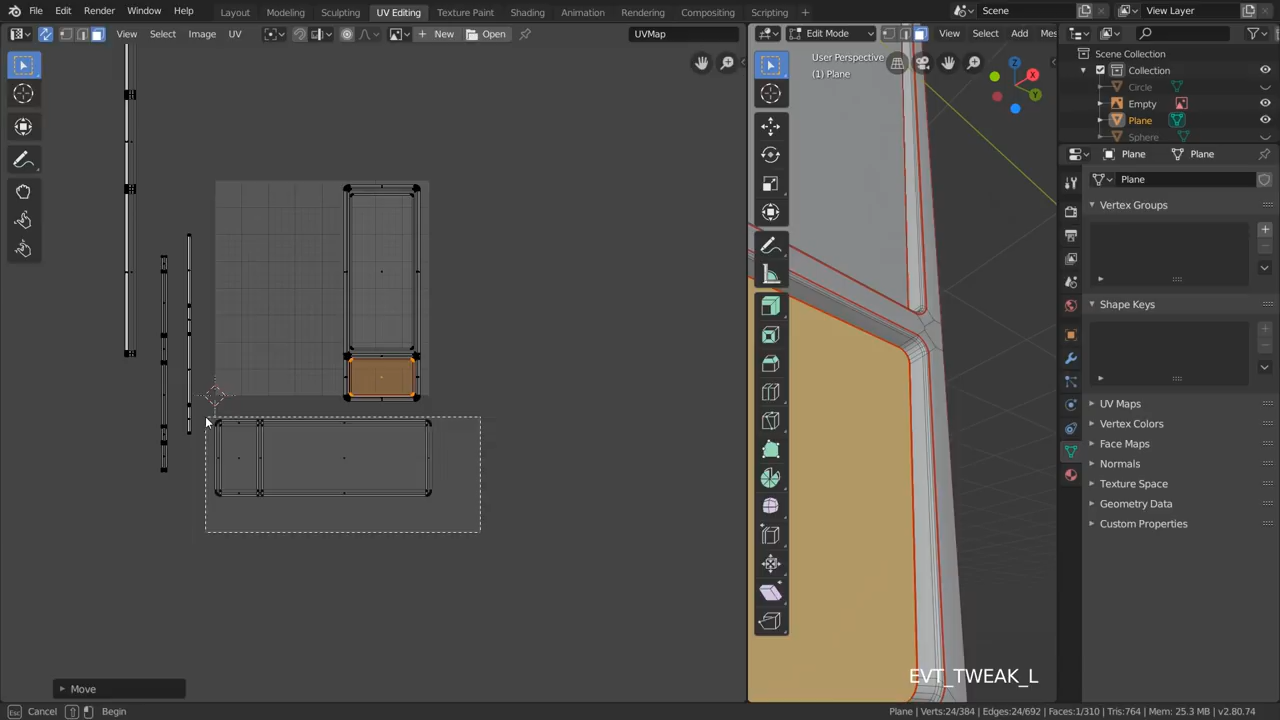 File Edit Render Window Help Layout Modeling Sculpting UV Editing Texture Paint Shading Animation Rendering Compositing Scripting Scene View Layer
View Select Image UV New Open UVMap Edit Mode View Select Add Mes
User Perspective
(1) Plane
X
Y
Z
Scene Collection
Collection
Circle
Empty
Plane
Sphere
Plane Plane
Plane
Vertex Groups
Shape Keys
UV Maps
Vertex Colors
Face Maps
Normals
Texture Space
Geometry Data
Custom Properties
EVT_TWEAK_L
Move
Esc Cancel Begin
Plane | Verts:24/384 | Edges:24/692 | Faces:1/310 | Tris:764 | Mem: 25.3 MB | v2.80.74